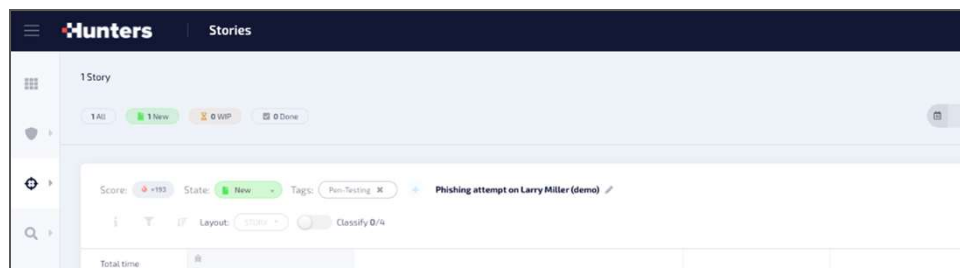 Hunters
Stories
1 Story
1 All 1 New 0 WIP 0 Done
Score: +193 State: New Tags: Pen-Testing Phishing attempt on Larry Miller (demo)
Layout: Classify 0/4
Total time